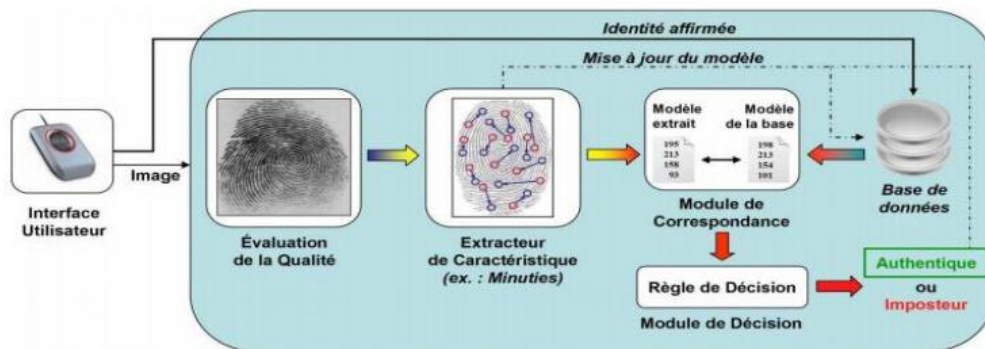 Identité affirmée
Mise à jour du modèle
Image
Interface
Utilisateur
Évaluation
de la Qualité
Extracteur
de Caractéristique
(ex. : Minuties)
Modèle
extrait
195
213
158
93
Modèle
de la base
198
213
154
101
Module de
Correspondance
Base de
données
Règle de Décision
Module de Décision
Authentique
ou
Imposteur